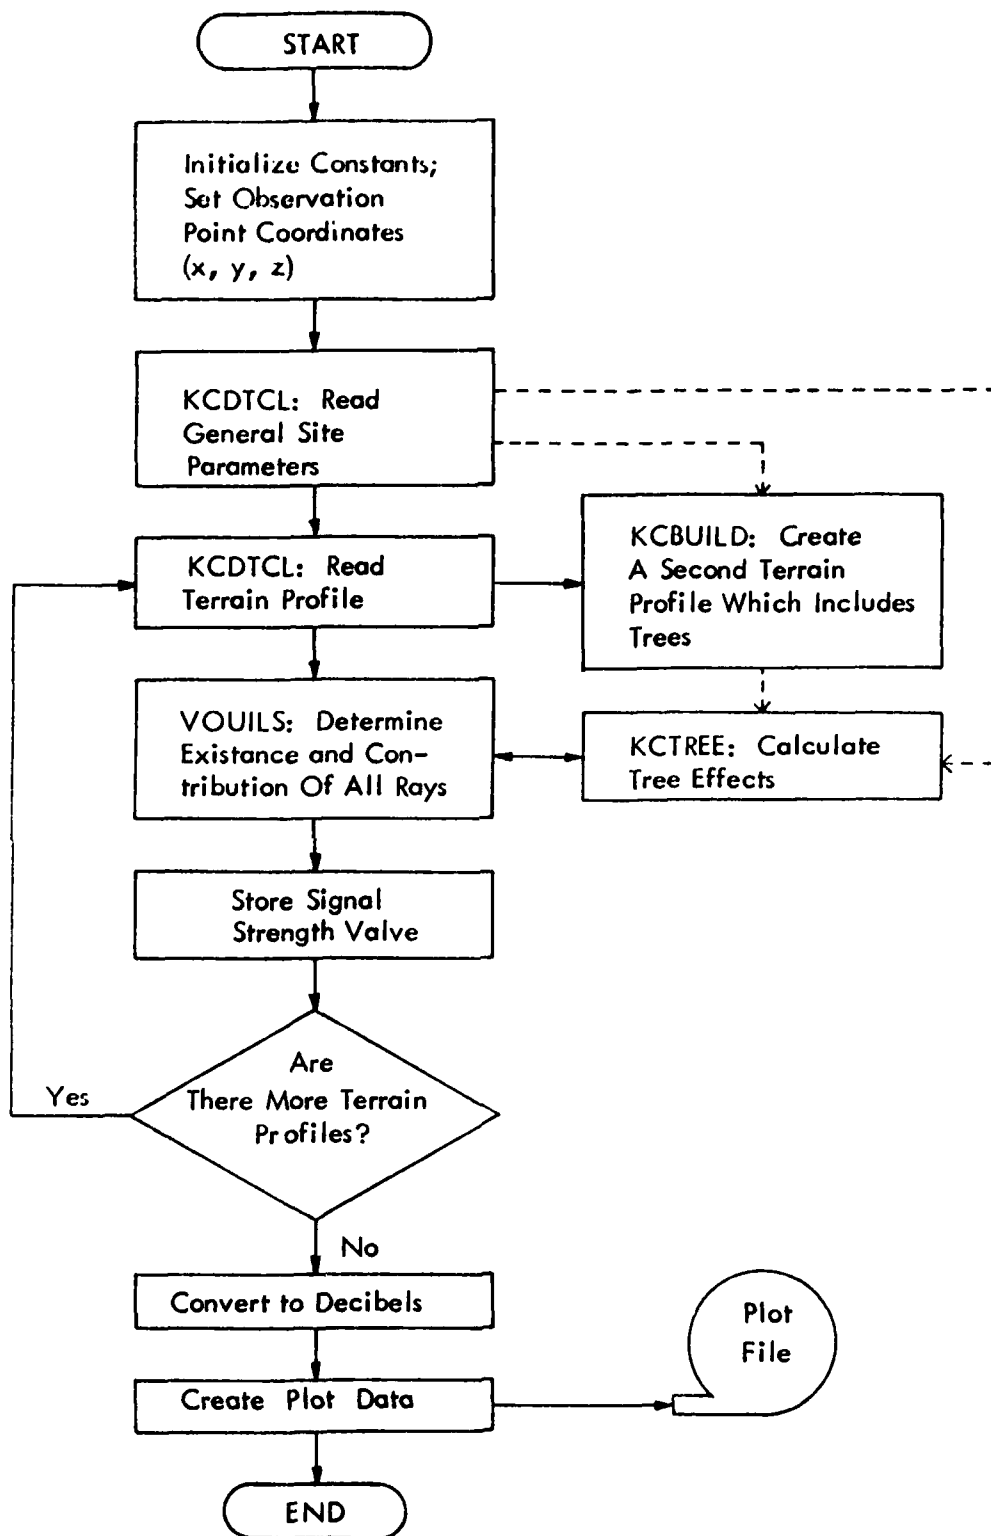 START
Initialize Constants;
Set Observation
Point Coordinates
(x, y, z)
KCDTCL: Read
General Site
Parameters
KCDTCL: Read
Terrain Profile
KCBUILD: Create
A Second Terrain
Profile Which Includes
Trees
VOUILS: Determine
Existance and Con-
tribution Of All Rays
KCTREE: Calculate
Tree Effects
Store Signal
Strength Valve
Are
There More Terrain
Profiles?
Yes
No
Convert to Decibels
Plot
File
Create Plot Data
END